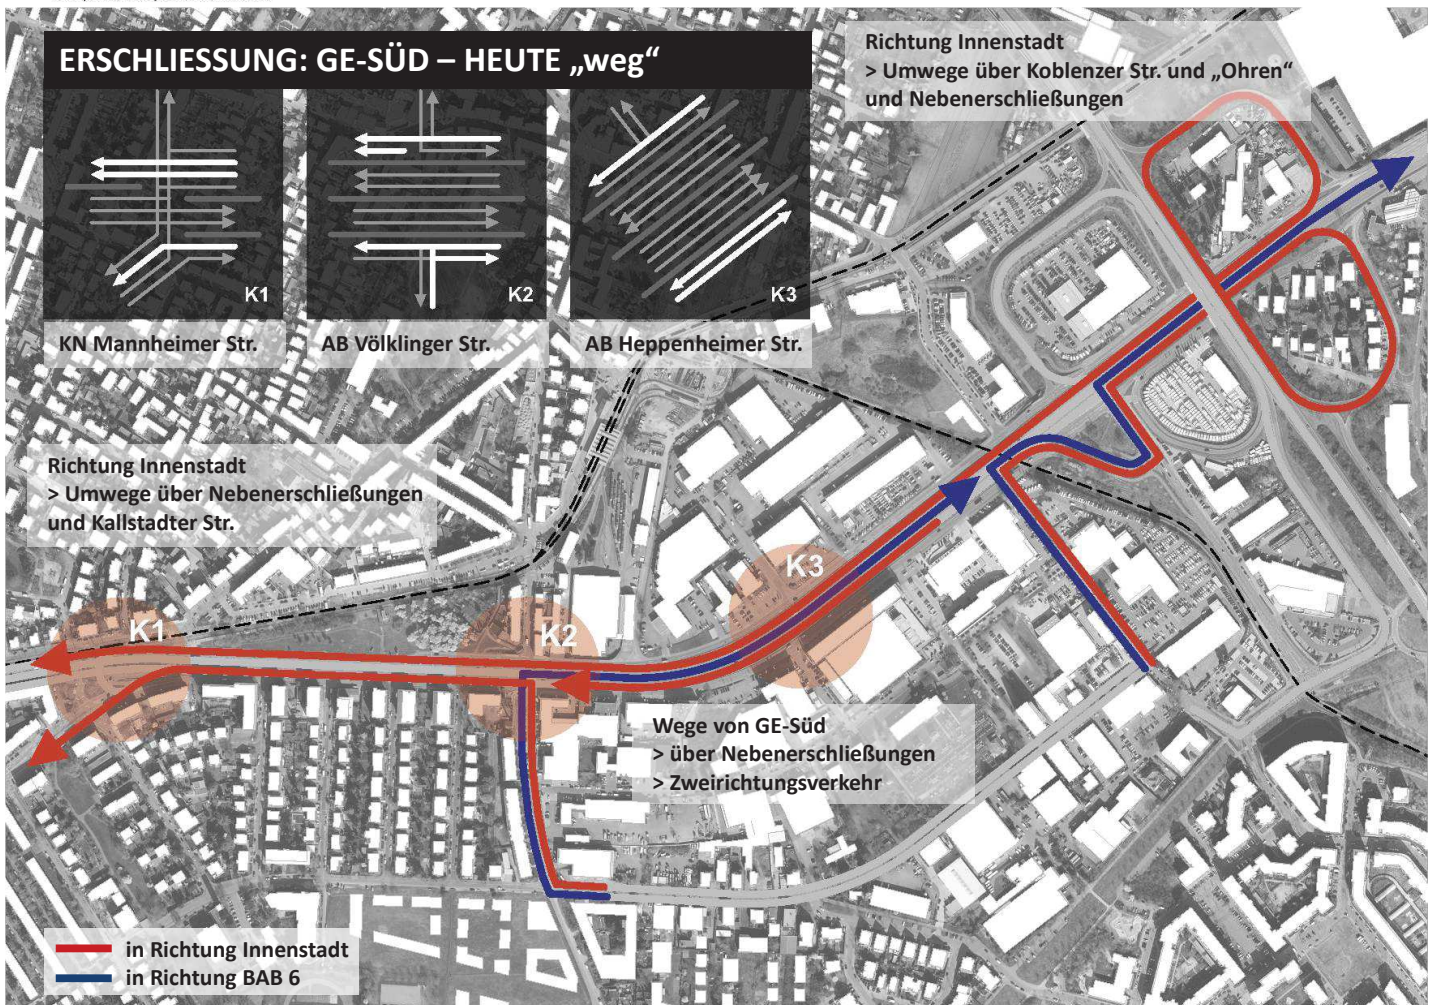 ERSCHLIESSUNG: GE-SÜD – HEUTE „weg“
K1
K2
K3
KN Mannheimer Str.
AB Völklinger Str.
AB Heppenheimer Str.
Richtung Innenstadt
> Umwege über Koblenzer Str. und „Ohren“
und Nebenerschließungen
Richtung Innenstadt
> Umwege über Nebenerschließungen
und Kallstadter Str.
K1
K2
K3
Wege von GE-Süd
> über Nebenerschließungen
> Zweirichtungsverkehr
in Richtung Innenstadt
in Richtung BAB 6